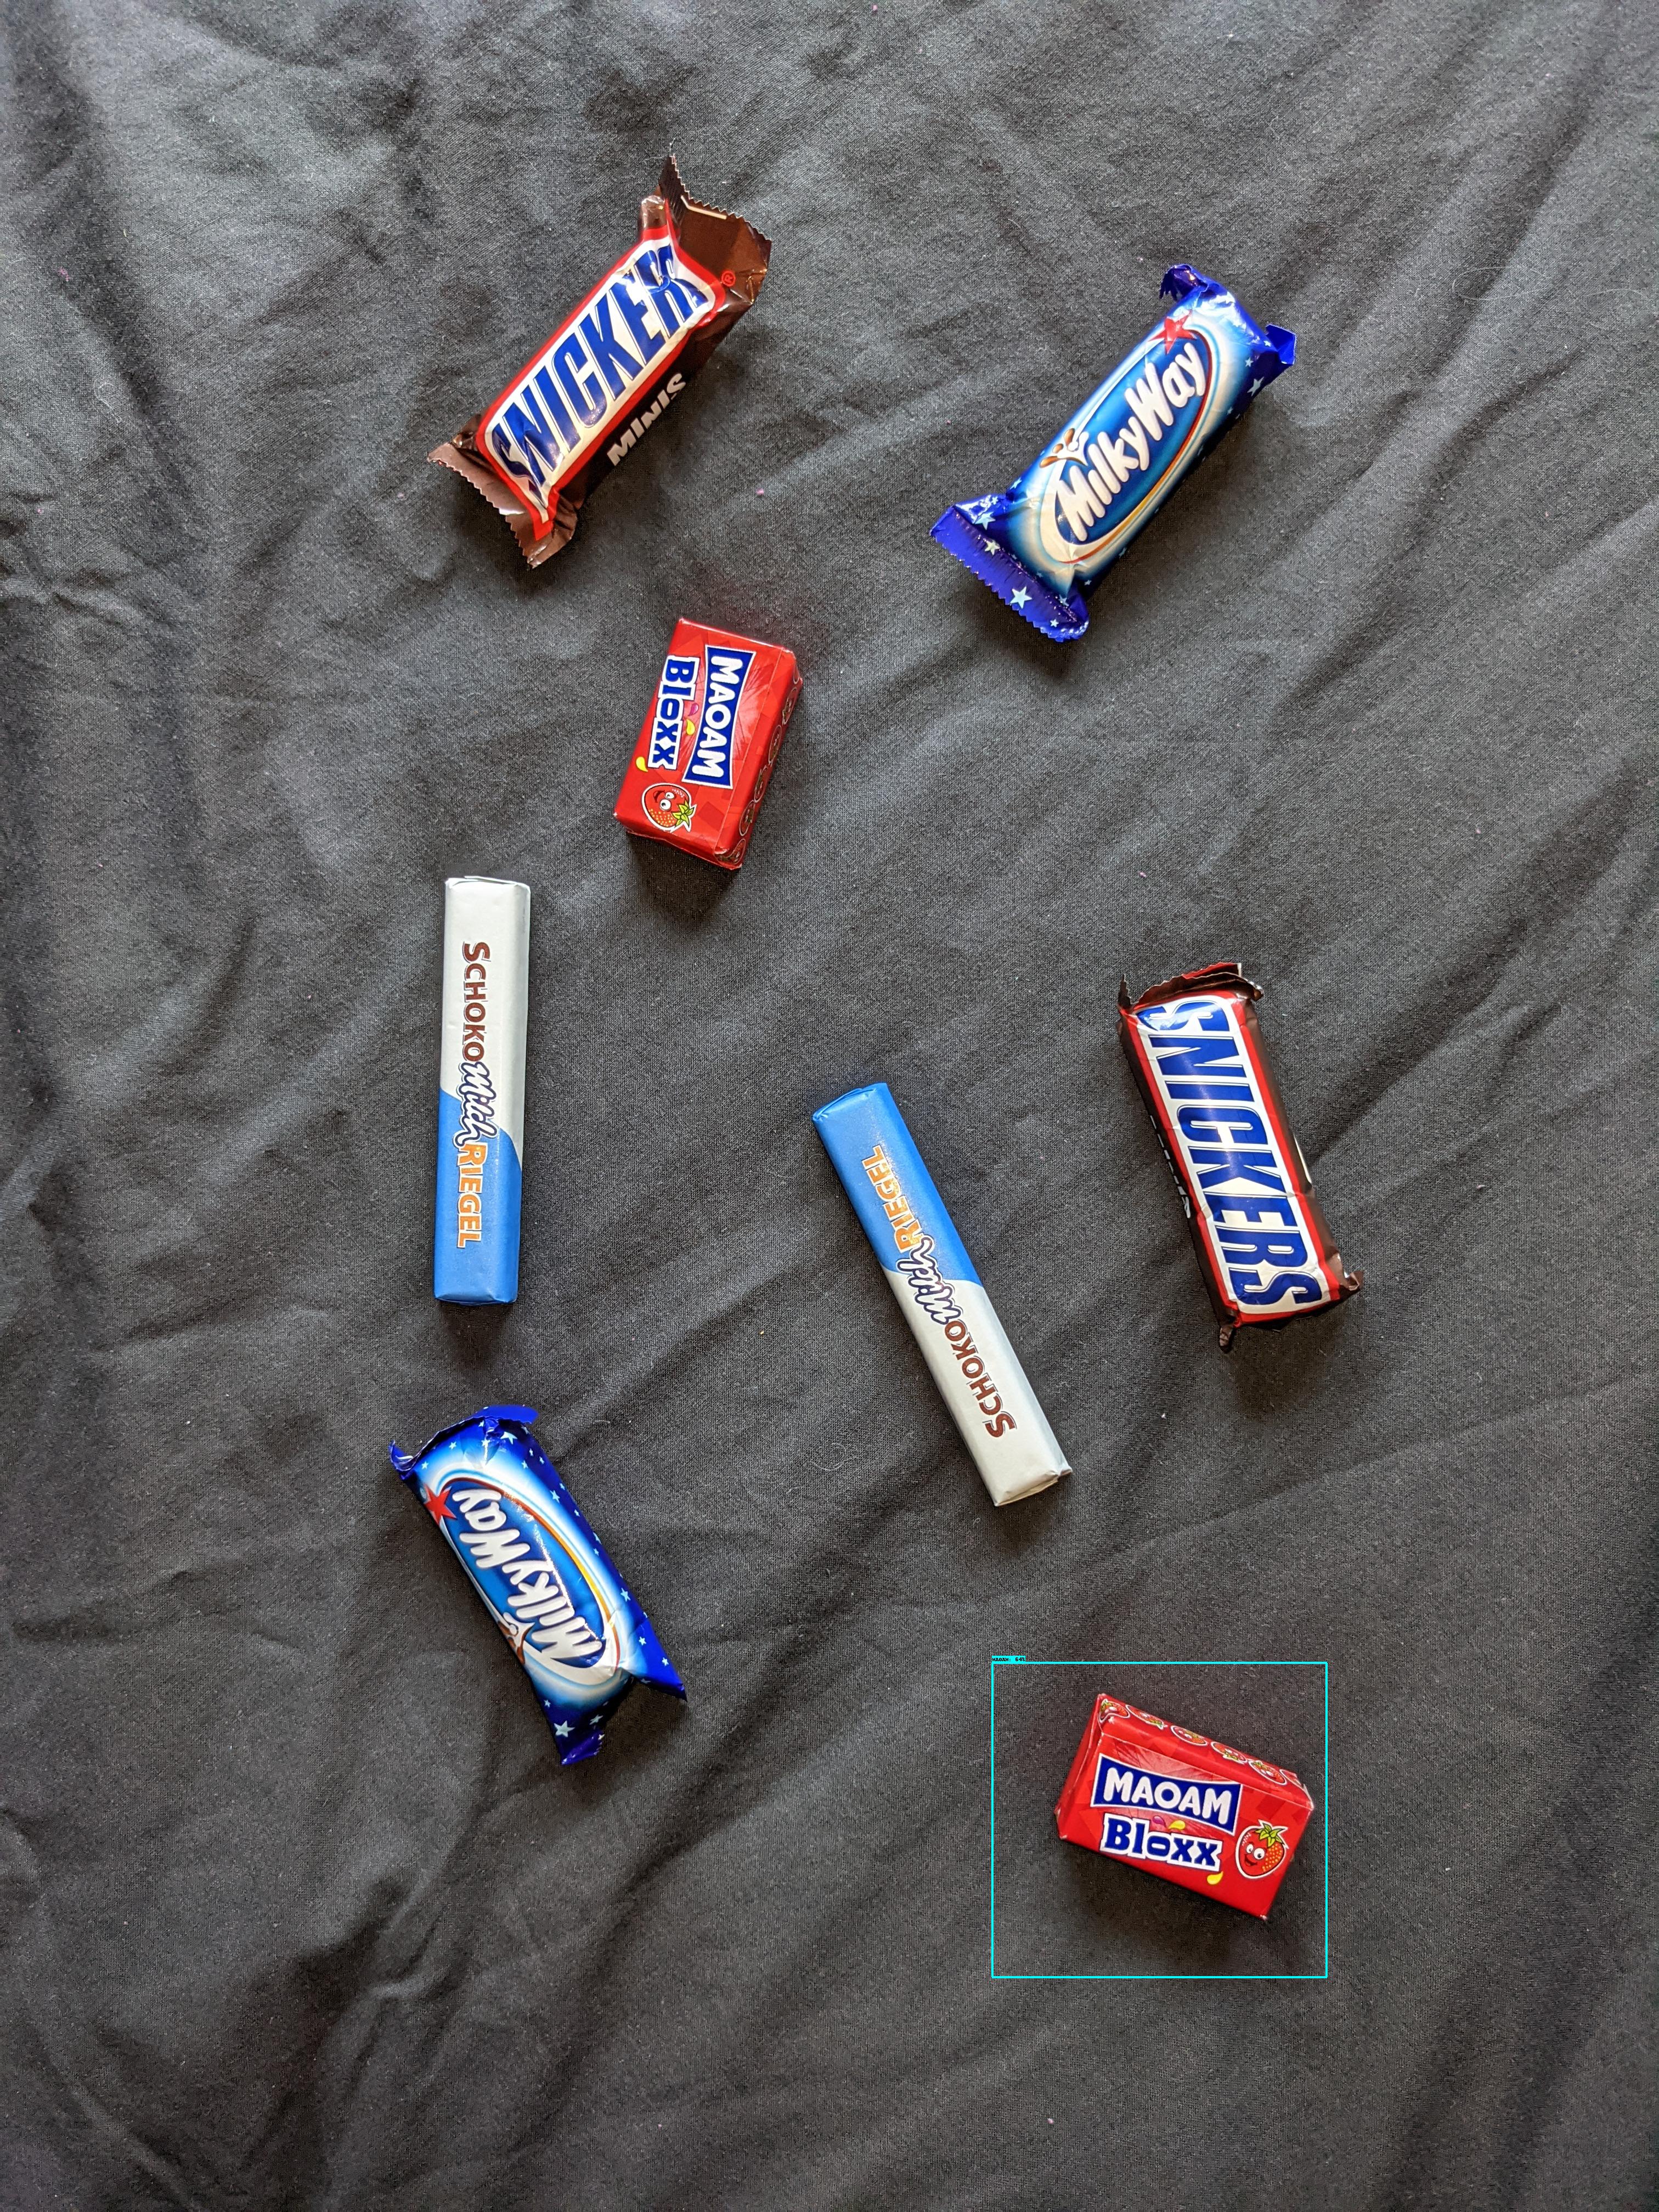 SNICKERS
®
MINIS
MilkyWay
MAOAM
Bloxx
SCHOKOMilchRIEGEL
SNICKERS
SCHOKOMilchRIEGEL
MilkyWay
MAOAM
Bloxx